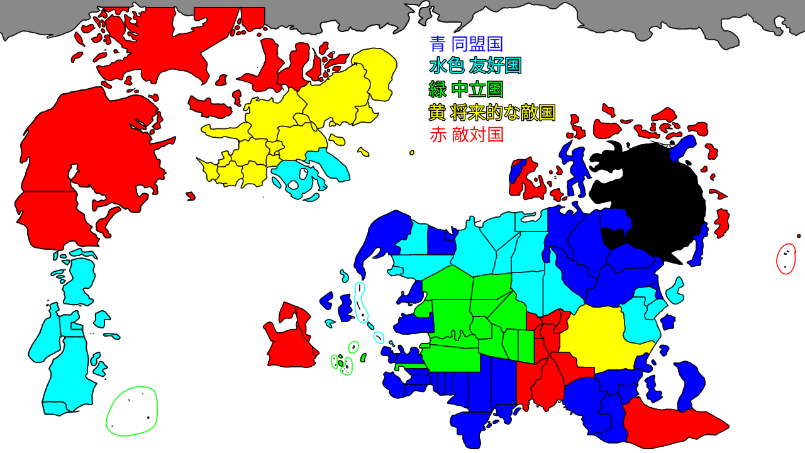 青 同盟国
水色 友好国
緑 中立国
黄 将来的な敵国
赤 敵対国